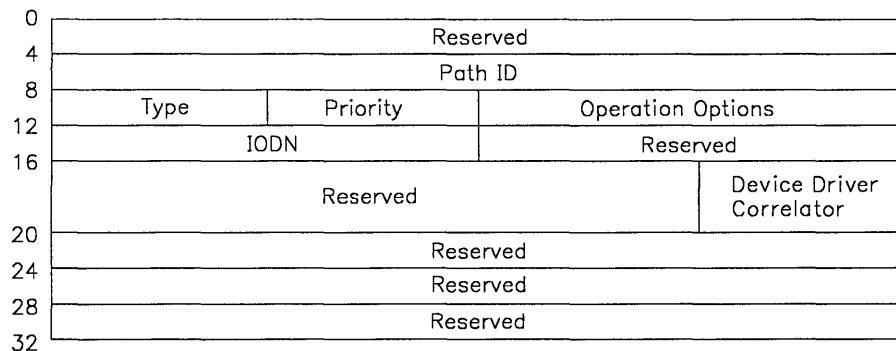 0
Reserved
4
Path ID
8
Type Priority Operation Options
12
IODN Reserved
16
Reserved Device Driver
Correlator
20
Reserved
24
Reserved
28
Reserved
32